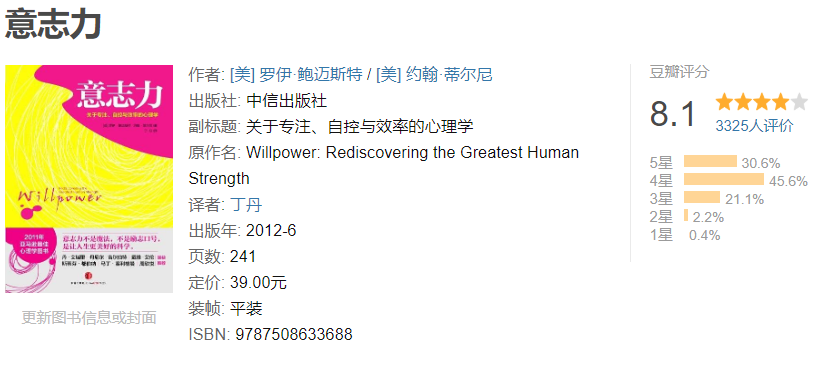 意志力
意志力
关于专注、自控与效率的心理学
Willpower
2011年
亚马逊最佳
心理学图书
意志力不是魔法，不是励志口号，
是让人生更美好的科学。
更新图书信息或封面
作者: [美] 罗伊·鲍迈斯特 / [美] 约翰·蒂尔尼
出版社: 中信出版社
副标题: 关于专注、自控与效率的心理学
原作名: Willpower: Rediscovering the Greatest Human
Strength
译者: 丁丹
出版年: 2012-6
页数: 241
定价: 39.00元
装帧: 平装
ISBN: 9787508633688
豆瓣评分
8.1
3325人评价
5星 30.6%
4星 45.6%
3星 21.1%
2星 2.2%
1星 0.4%